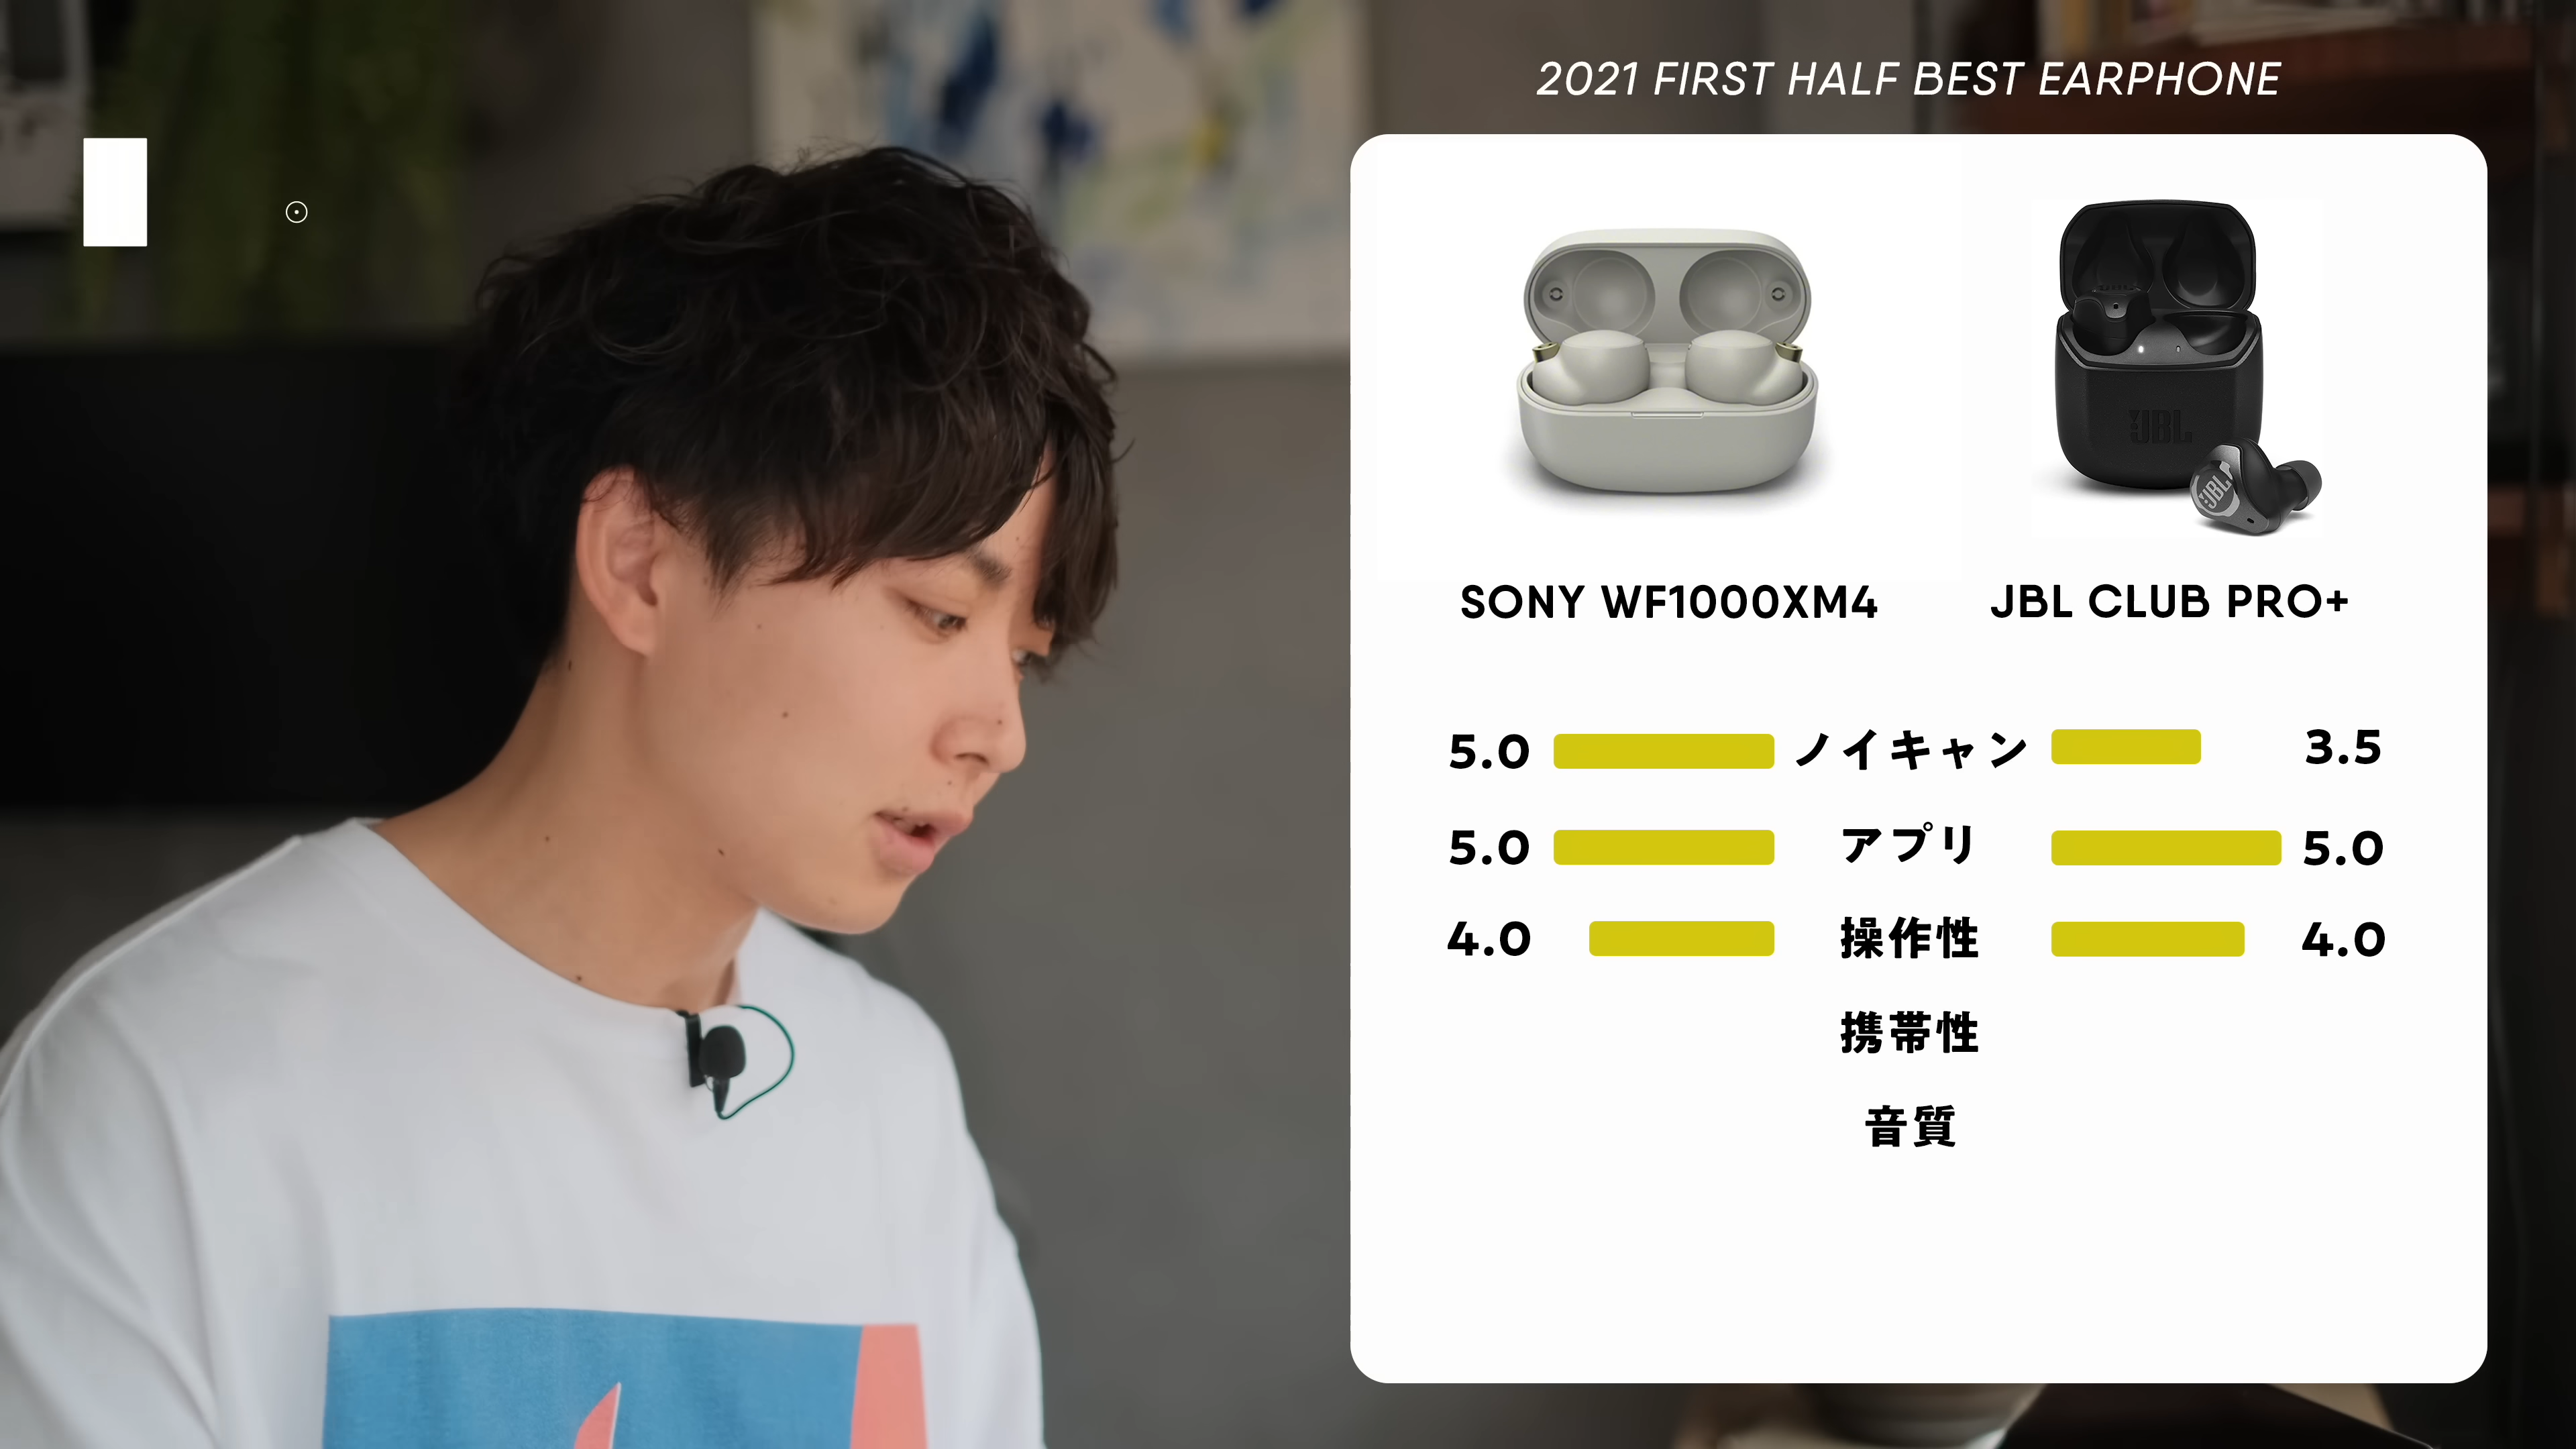 2021 FIRST HALF BEST EARPHONE
JBL
JBL
SONY WF1000XM4
JBL CLUB PRO+
5.0 ノイキャン 3.5
5.0 アプリ 5.0
4.0 操作性 4.0
携帯性
音質